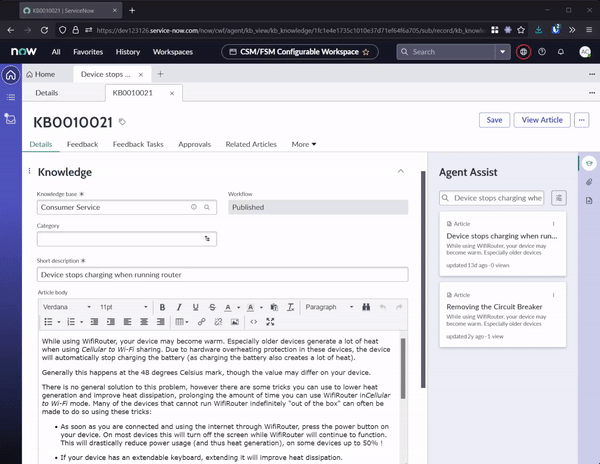 KB0010021 | ServiceNow
https://dev123126.service-now.com/now/cwf/agent/kb_view/kb_knowledge/1fc1e4e1735c1010e37d71ef64f6a705/sub/record/kb_knowle
now All Favorites History Workspaces CSM/FSM Configurable Workspace Search AC
Home Device stops ...
Details KB0010021
KB0010021 Save View Article
Details Feedback Feedback Tasks Approvals Related Articles More
Knowledge
Knowledge base
Workflow
Consumer Service
Published
Category
Short description
Device stops charging when running router
Article body
Verdana 11pt B I U S A A Paragraph
While using WifiRouter, your device may become warm. Especially older devices generate a lot of heat
when using Cellular to Wi-Fi sharing. Due to hardware overheating protection in these devices, the device
will automatically stop charging the battery (as charging the battery also creates a lot of heat).
Generally this happens at the 48 degrees Celsius mark, though the value may differ on your device.
There is no general solution to this problem, however there are some tricks you can use to lower heat
generation and improve heat dissipation, prolonging the amount of time you can use WifiRouter inCellular
to Wi-Fi mode. Many of the devices that cannot run WifiRouter indefinitely "out of the box" can often be
made to do so using these tricks:
• As soon as you are connected and using the internet through WifiRouter, press the power button on
your device. On most devices this will turn off the screen while WifiRouter will continue to function.
This will drastically reduce power usage (and thus heat generation), on some devices up to 50% !
• If your device has an extendable keyboard, extending it will improve heat dissipation.
Agent Assist
Device stops charging whe
Article
Device stops charging when run...
While using WifiRouter, your device may
become warm. Especially older devices
updated 13d ago · 0 views
Article
Removing the Circuit Breaker
While using WifiRouter, your device may
become warm. Especially older devices
updated 2y ago · 1 view